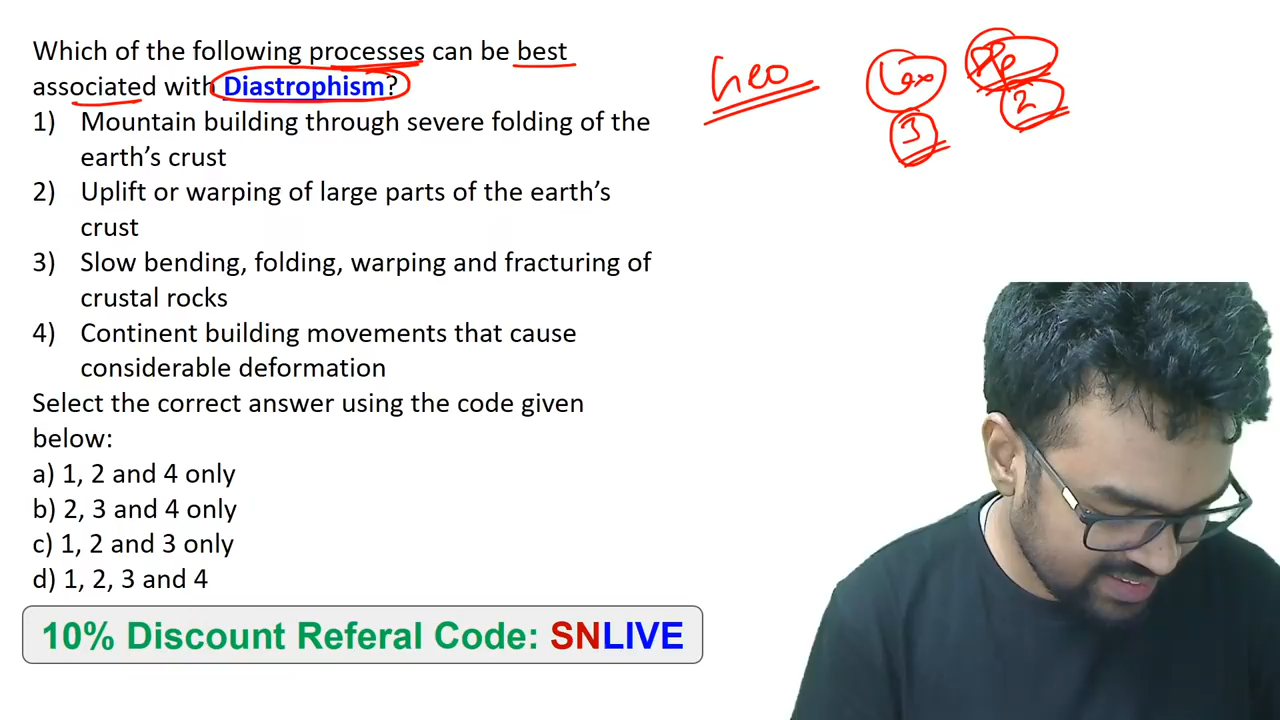 Which of the following processes can be best
associated with Diastrophism?
1) Mountain building through severe folding of the
earth's crust
2) Uplift or warping of large parts of the earth's
crust
3) Slow bending, folding, warping and fracturing of
crustal rocks
4) Continent building movements that cause
considerable deformation
Select the correct answer using the code given
below:
a) 1, 2 and 4 only
b) 2, 3 and 4 only
c) 1, 2 and 3 only
d) 1, 2, 3 and 4
10% Discount Referal Code: SNLIVE
3
2